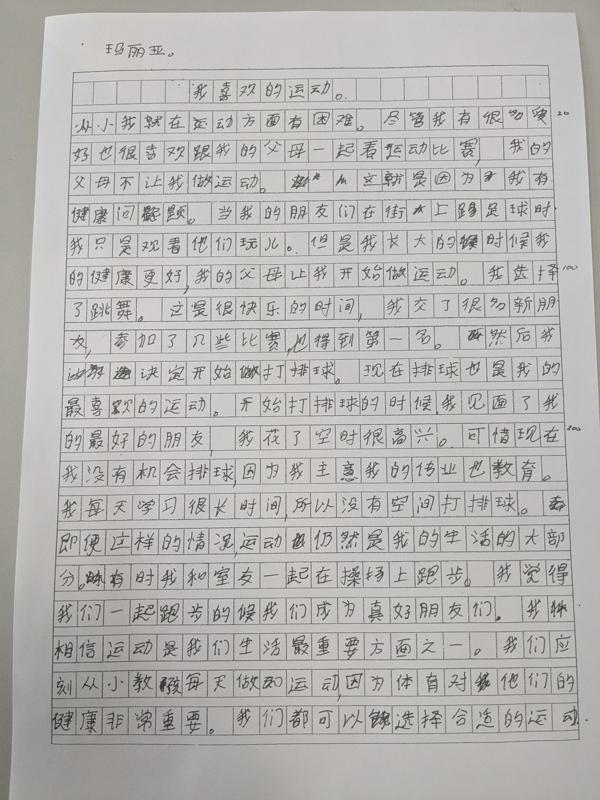 玛丽亚。
我喜欢的运动。
从小我就在运动方面有困难。尽管我有很多爱 20
好也很喜欢跟我的父母一起看运动比赛,我的
父母不让我做运动。这就是因为我有
健康问题。当我的朋友们在街上踢足球时
我只是观看他们玩儿。但是我长大的时候我
的健康更好,我的父母让我开始做运动。我选择 100
了跳舞。这是很快乐的时间,我交了很多新朋
友,参加了几些比赛,也得到第一名。然后我
决定开始打排球。现在排球也是我的
最喜欢的运动。开始打排球的时候我见面了我
的最好的朋友,我花了空时很高兴。可惜现在 200
我没有机会排球,因为我主意我的专业也教育。
我每天学习很长时间,所以没有空间打排球。
即便这样的情况,运动仍然是我的生活的大部
分。有时我和室友一起在操场上跑步。我觉得
我们一起跑步的候我们成为真好朋友们。我
相信运动是我们生活最重要方面之一。我们应
刻从小教孩每天做运动,因为体育对他们的
健康非常重要。我们都可以选择合适的运动.